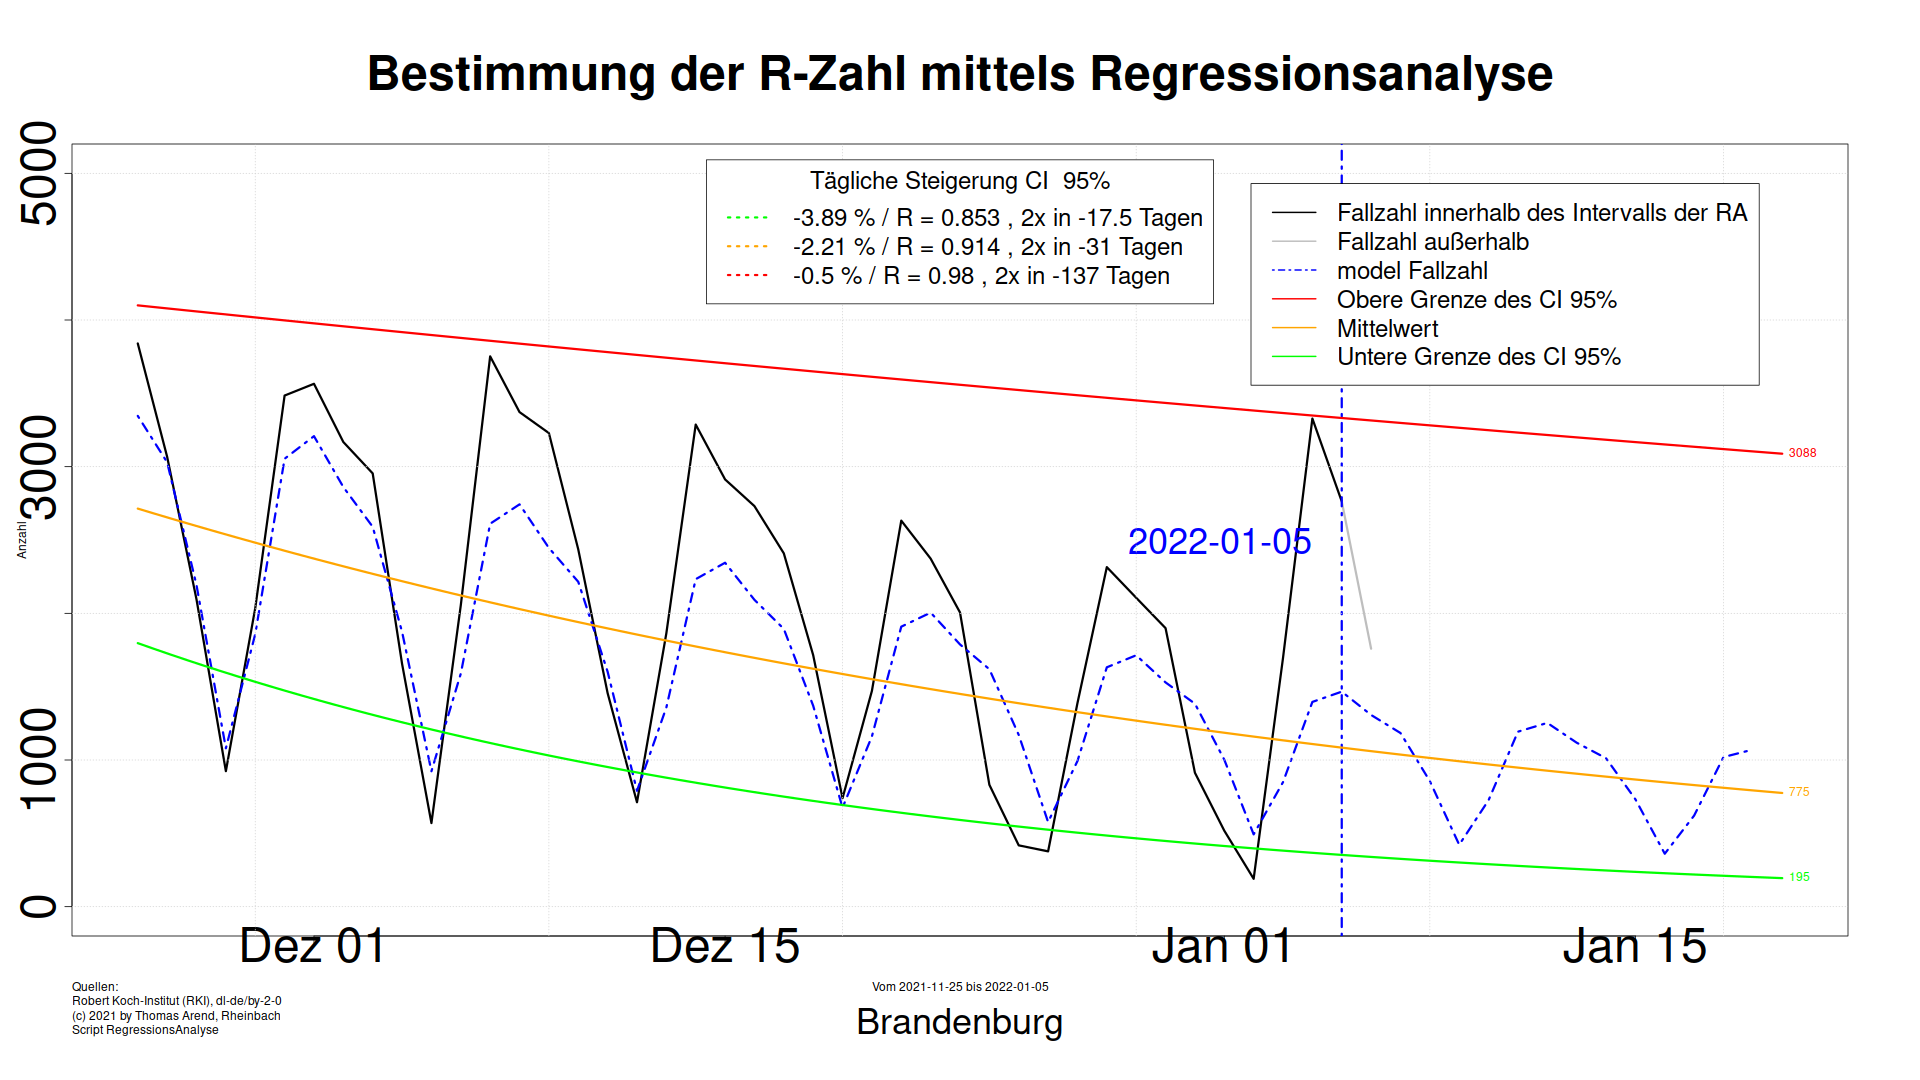 Bestimmung der R-Zahl mittels Regressionsanalyse
Tägliche Steigerung CI  95%
-3.89 % / R = 0.853 , 2x in -17.5 Tagen
-2.21 % / R = 0.914 , 2x in -31 Tagen
-0.5 % / R = 0.98 , 2x in -137 Tagen
Fallzahl innerhalb des Intervalls der RA
Fallzahl außerhalb
model Fallzahl
Obere Grenze des CI 95%
Mittelwert
Untere Grenze des CI 95%
5000
3000
1000
0
Anzahl
2022-01-05
3088
775
195
Dez 01
Dez 15
Jan 01
Jan 15
Quellen:
Robert Koch-Institut (RKI), dl-de/by-2-0
(c) 2021 by Thomas Arend, Rheinbach
Script RegressionsAnalyse
Vom 2021-11-25 bis 2022-01-05
Brandenburg